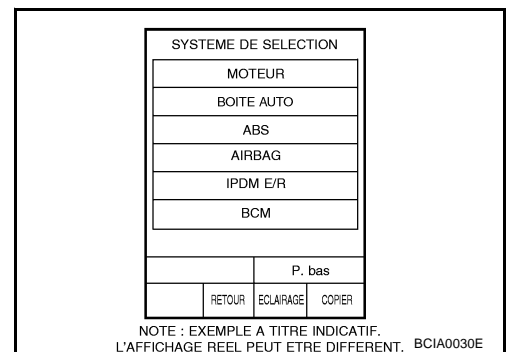 SYSTEME DE SELECTION
MOTEUR
BOITE AUTO
ABS
AIRBAG
IPDM E/R
BCM
P. bas
RETOUR ECLAIRAGE COPIER
NOTE : EXEMPLE A TITRE INDICATIF.
L'AFFICHAGE REEL PEUT ETRE DIFFERENT. BCIA0030E